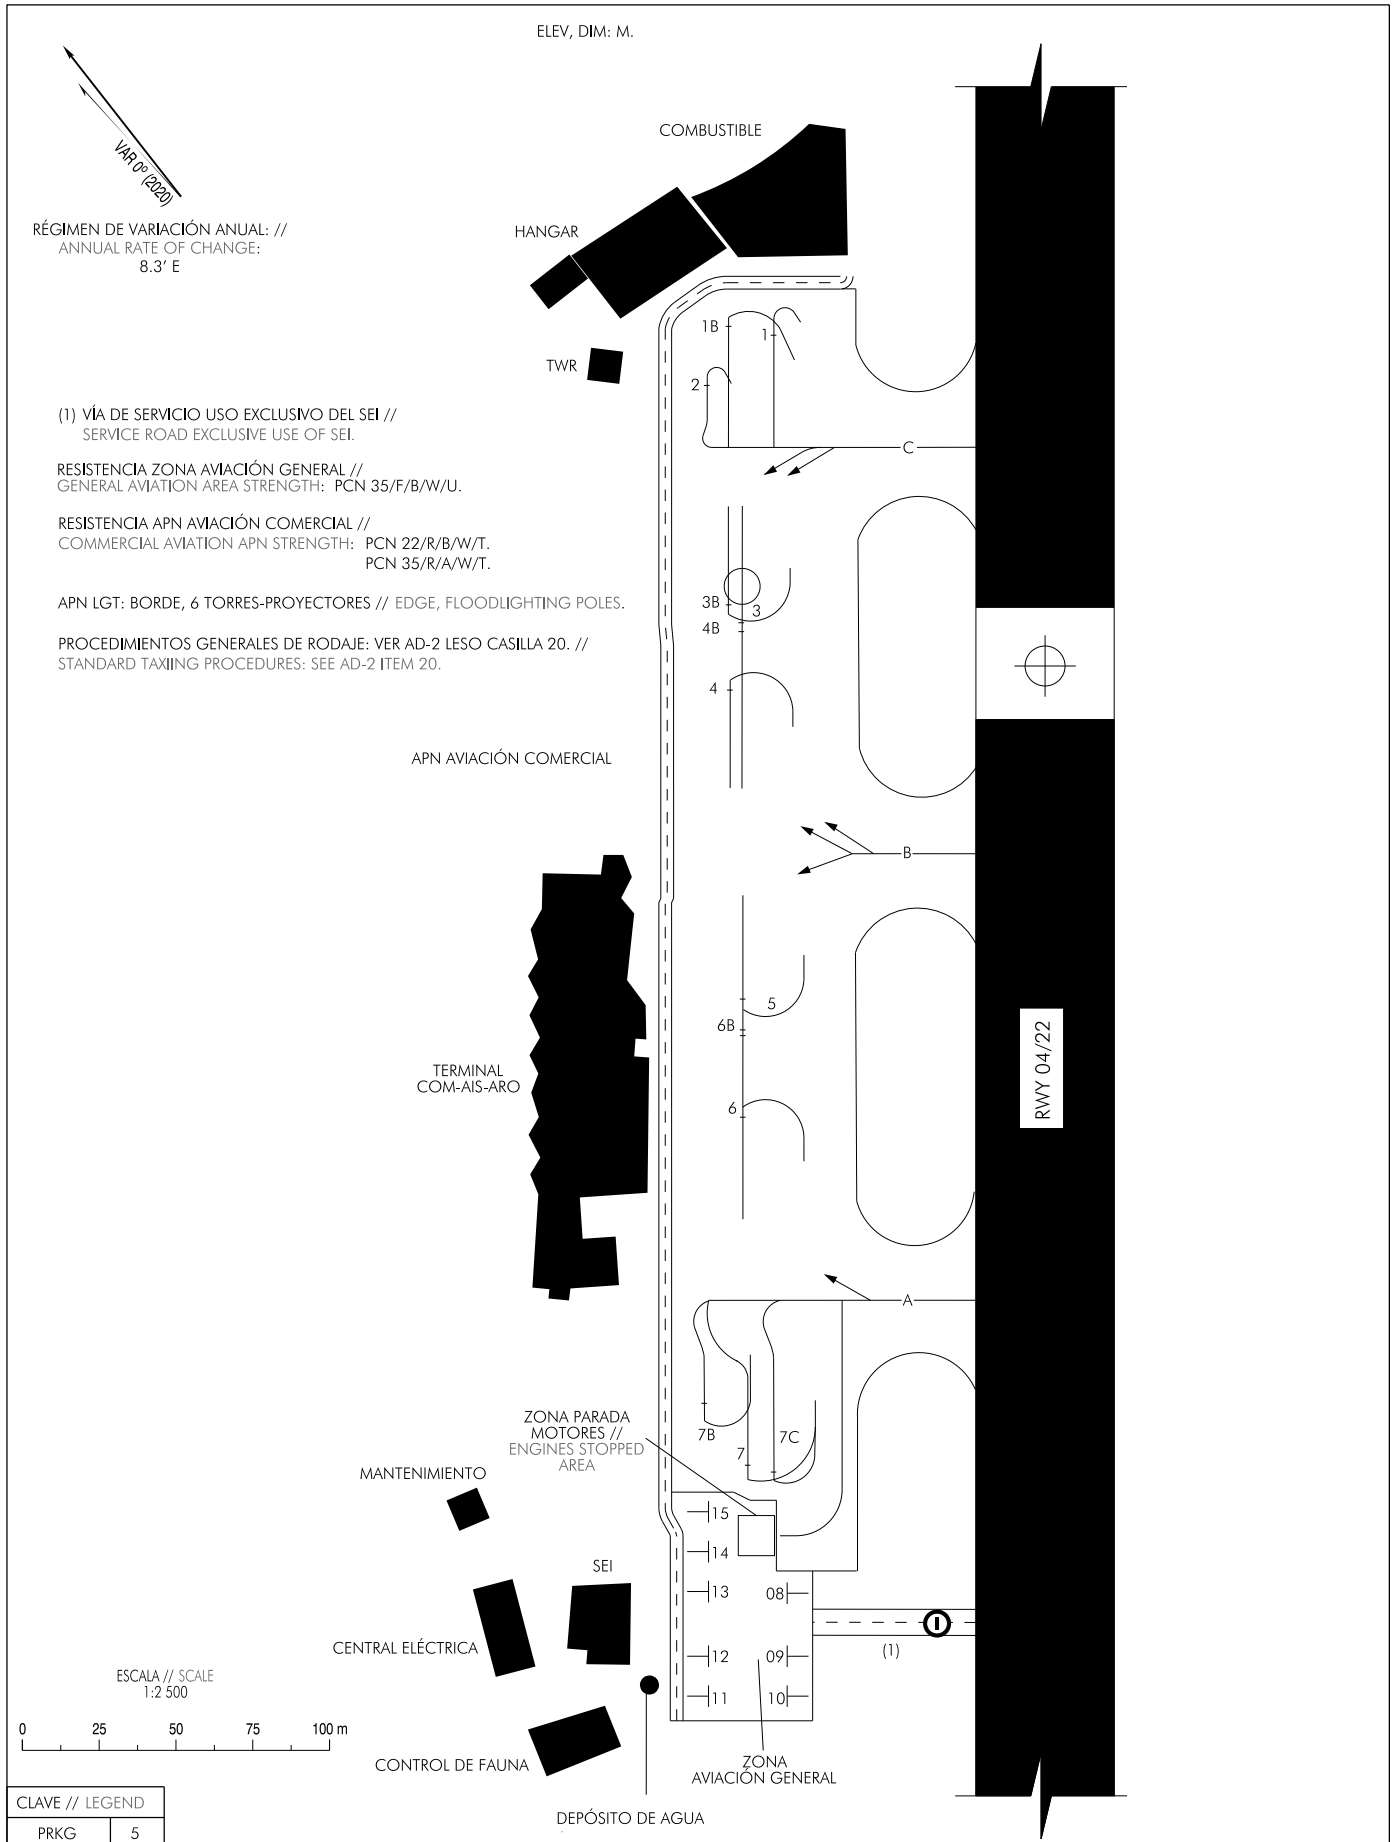 ELEV, DIM: M.
VAR 0º (2020)
RÉGIMEN DE VARIACIÓN ANUAL: //
ANNUAL RATE OF CHANGE:
8.3' E
COMBUSTIBLE
HANGAR
TWR
1B
1
2
(1) VÍA DE SERVICIO USO EXCLUSIVO DEL SEI //
SERVICE ROAD EXCLUSIVE USE OF SEI.
C
RESISTENCIA ZONA AVIACIÓN GENERAL //
GENERAL AVIATION AREA STRENGTH: PCN 35/F/B/W/U.
RESISTENCIA APN AVIACIÓN COMERCIAL //
COMMERCIAL AVIATION APN STRENGTH: PCN 22/R/B/W/T.
PCN 35/R/A/W/T.
APN LGT: BORDE, 6 TORRES-PROYECTORES // EDGE, FLOODLIGHTING POLES.
3B
3
4B
PROCEDIMIENTOS GENERALES DE RODAJE: VER AD-2 LESO CASILLA 20. //
STANDARD TAXIING PROCEDURES: SEE AD-2 ITEM 20.
4
APN AVIACIÓN COMERCIAL
B
5
6B
RWY 04/22
TERMINAL
COM-AIS-ARO
6
A
ZONA PARADA
MOTORES //
ENGINES STOPPED
AREA
7B
7
7C
MANTENIMIENTO
15
14
SEI
13
08
CENTRAL ELÉCTRICA
(1)
12
09
11
10
ESCALA // SCALE
1:2 500
0 25 50 75 100 m
CONTROL DE FAUNA
ZONA
AVIACIÓN GENERAL
DEPÓSITO DE AGUA
CLAVE // LEGEND
PRKG 5